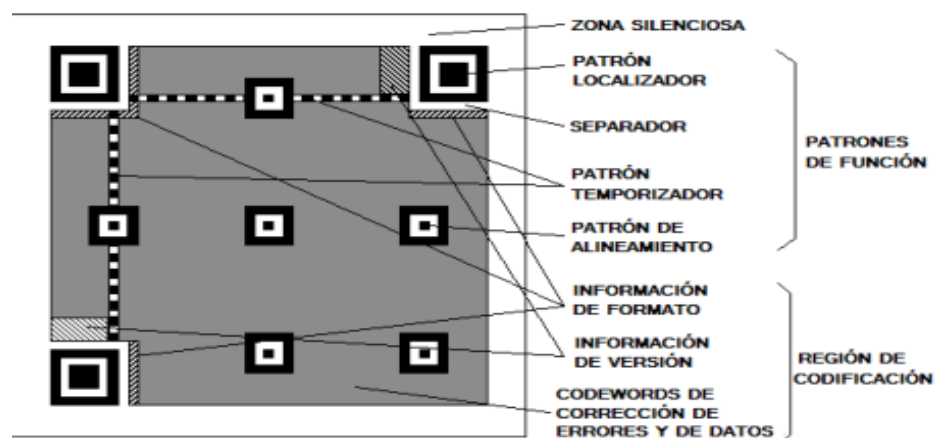 ZONA SILENCIOSA
PATRÓN
LOCALIZADOR
SEPARADOR
PATRONES
DE FUNCIÓN
PATRÓN
TEMPORIZADOR
PATRÓN DE
ALINEAMIENTO
INFORMACIÓN
DE FORMATO
INFORMACIÓN
DE VERSIÓN
REGIÓN DE
CODIFICACIÓN
CODEWORDS DE
CORRECCIÓN DE
ERRORES Y DE DATOS